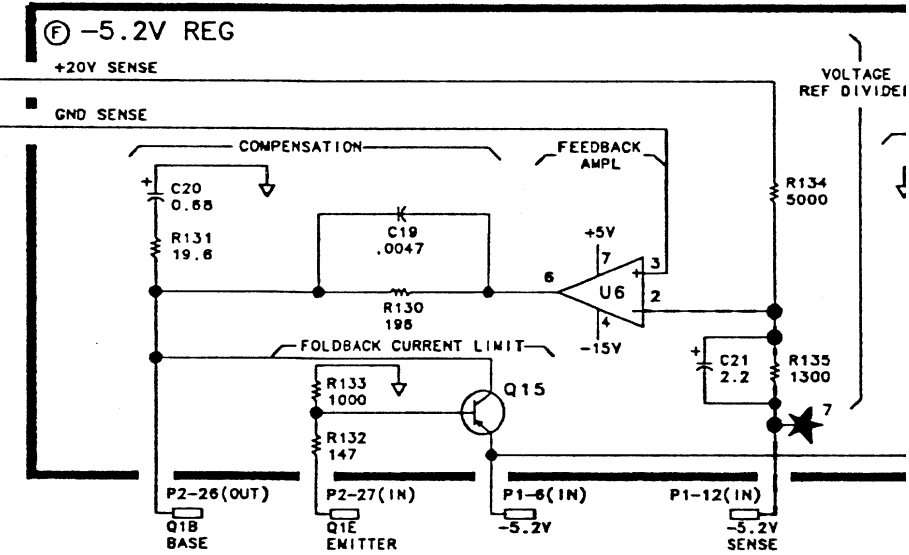 F -5.2V REG
+20V SENSE
VOLTAGE
REF DIVIDER
GND SENSE
COMPENSATION
FEEDBACK
AMPL
+
C20
0.68
R134
5000
C19
.0047
R131
19.6
+5V
7
3
+
6
U6
2
-
R130
196
4
-15V
FOLDBACK CURRENT LIMIT
+
C21
2.2
R135
1300
R133
1000
Q15
7
R132
147
P2-26(OUT)
P2-27(IN)
P1-6(IN)
P1-12(IN)
Q1B
BASE
Q1E
EMITTER
-5.2V
-5.2V
SENSE